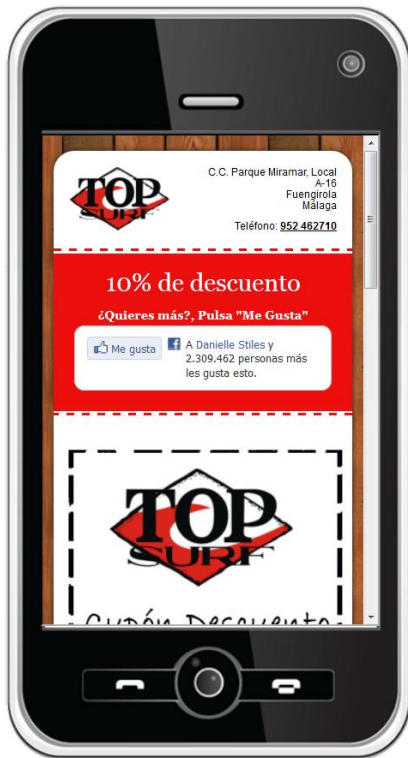 TOP
SURF
C.C. Parque Miramar, Local
A-16
Fuengirola
Málaga
Teléfono: 952 462710
10% de descuento
¿Quieres más?, Pulsa "Me Gusta"
Me gusta
A Danielle Stiles y
2.309.462 personas más
les gusta esto.
TOP
SURF
Cupón Descuento